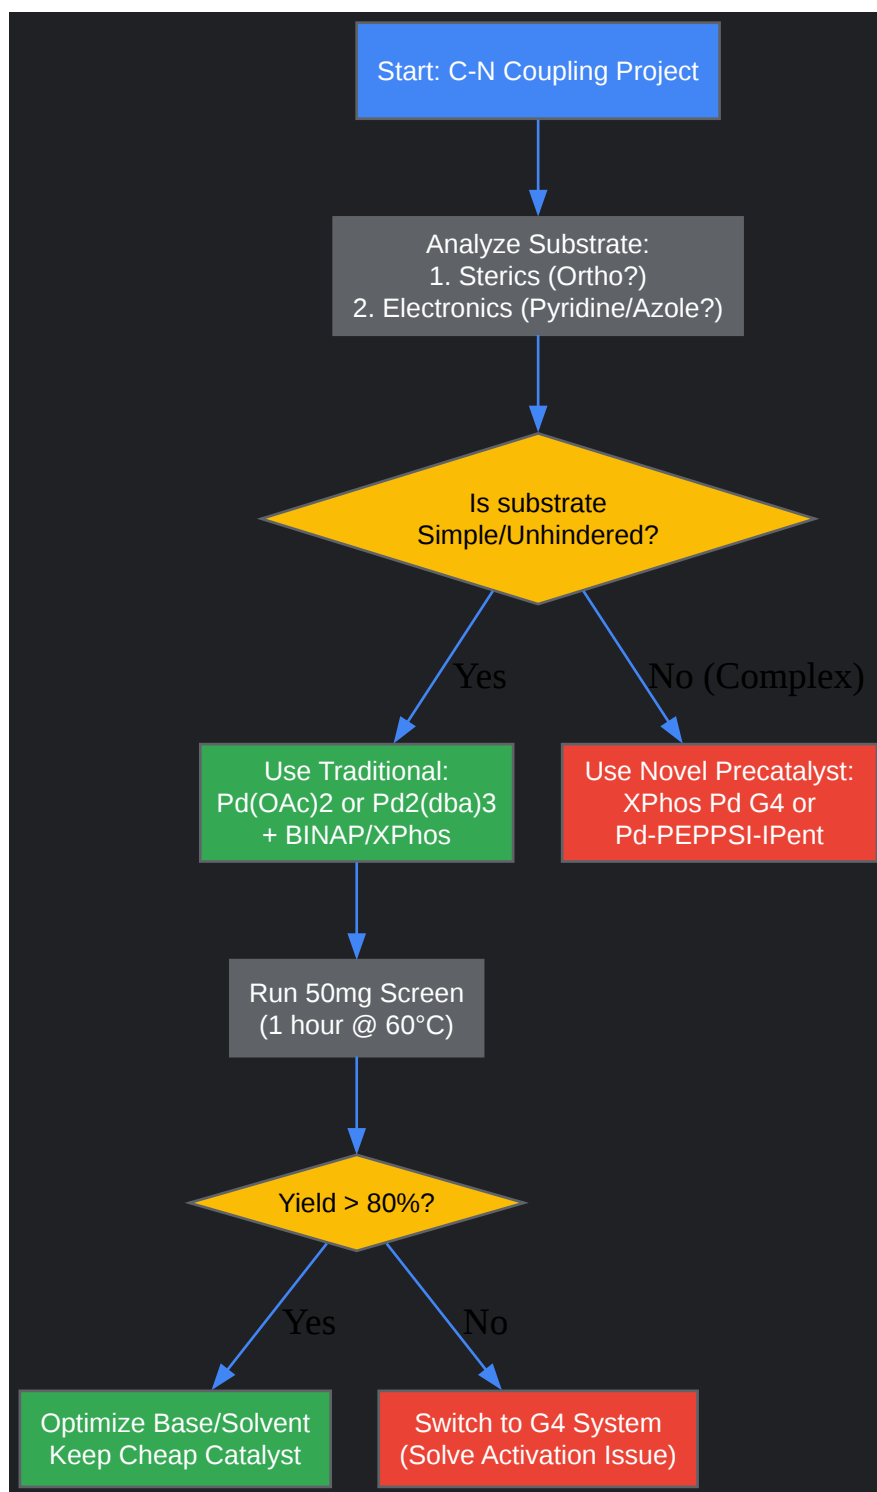 Start: C-N Coupling Project
Analyze Substrate:
1. Sterics (Ortho?)
2. Electronics (Pyridine/Azole?)
Is substrate
Simple/Unhindered?
Yes
No (Complex)
Use Traditional:
Pd(OAc)2 or Pd2(dba)3
+ BINAP/XPhos
Use Novel Precatalyst:
XPhos Pd G4 or
Pd-PEPPSI-IPent
Run 50mg Screen
(1 hour @ 60°C)
Yield > 80%?
Yes
No
Optimize Base/Solvent
Keep Cheap Catalyst
Switch to G4 System
(Solve Activation Issue)